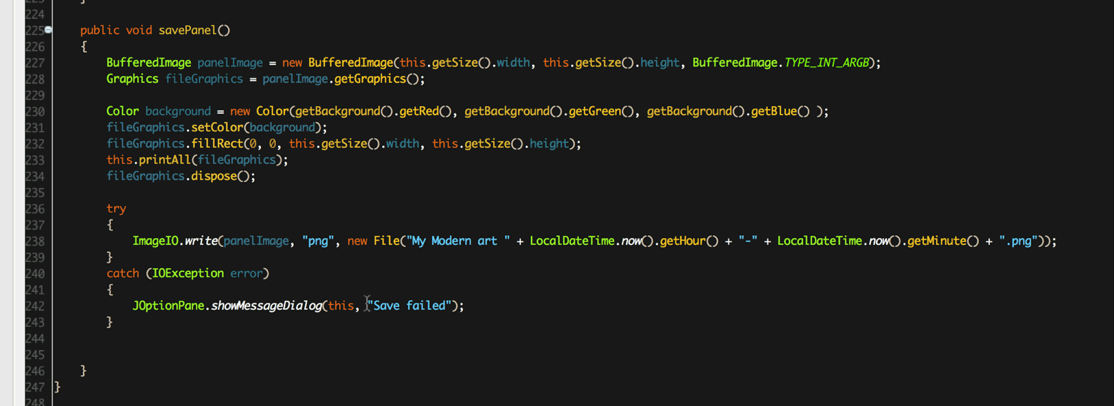 224
225 public void savePanel()
226 {
227 BufferedImage panelImage = new BufferedImage(this.getSize().width, this.getSize().height, BufferedImage.TYPE_INT_ARGB);
228 Graphics fileGraphics = panelImage.getGraphics();
229
230 Color background = new Color(getBackground().getRed(), getBackground().getGreen(), getBackground().getBlue() );
231 fileGraphics.setColor(background);
232 fileGraphics.fillRect(0, 0, this.getSize().width, this.getSize().height);
233 this.printAll(fileGraphics);
234 fileGraphics.dispose();
235
236 try
237 {
238 ImageIO.write(panelImage, "png", new File("My Modern art " + LocalDateTime.now().getHour() + "-" + LocalDateTime.now().getMinute() + ".png"));
239 }
240 catch (IOException error)
241 {
242 JOptionPane.showMessageDialog(this, "Save failed");
243 }
244
245
246 }
247 }
248